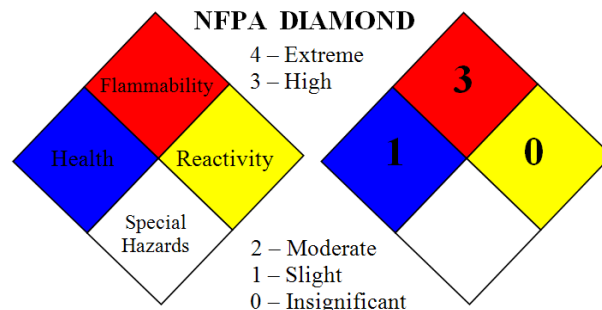 NFPA DIAMOND
4 – Extreme
3 – High
Flammability
Health
Reactivity
Special
Hazards
3
1
0
2 – Moderate
1 – Slight
0 – Insignificant